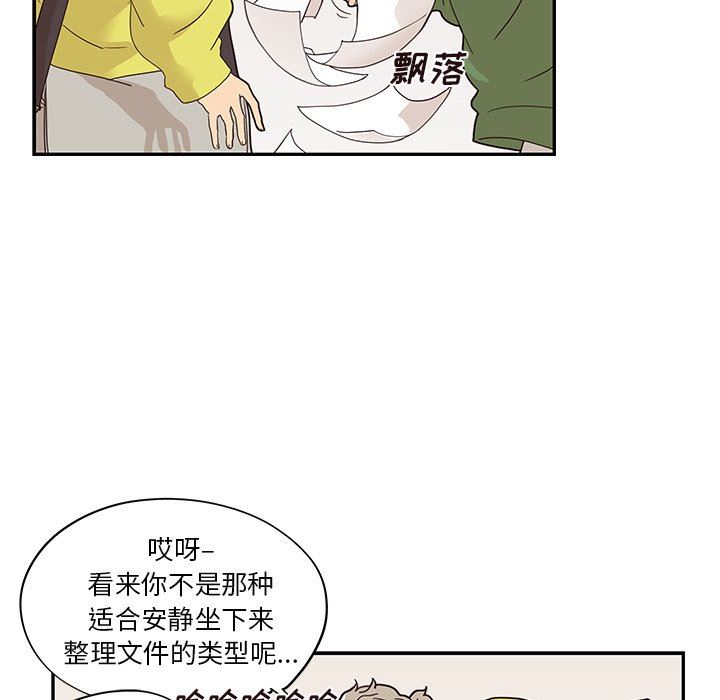 飘落
哎呀–
看来你不是那种
适合安静坐下来
整理文件的类型呢...